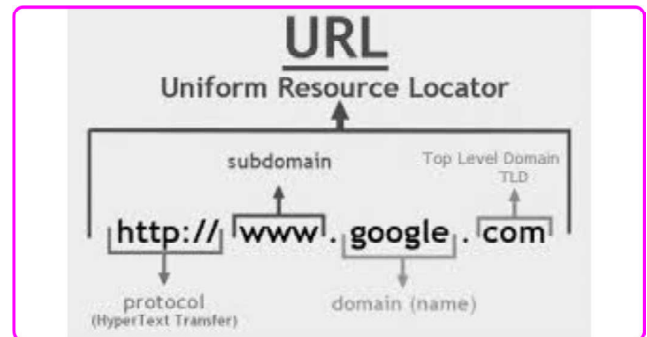 URL
Uniform Resource Locator
subdomain
Top Level Domain
TLD
http://www.google.com
protocol
(HyperText Transfer)
domain (name)